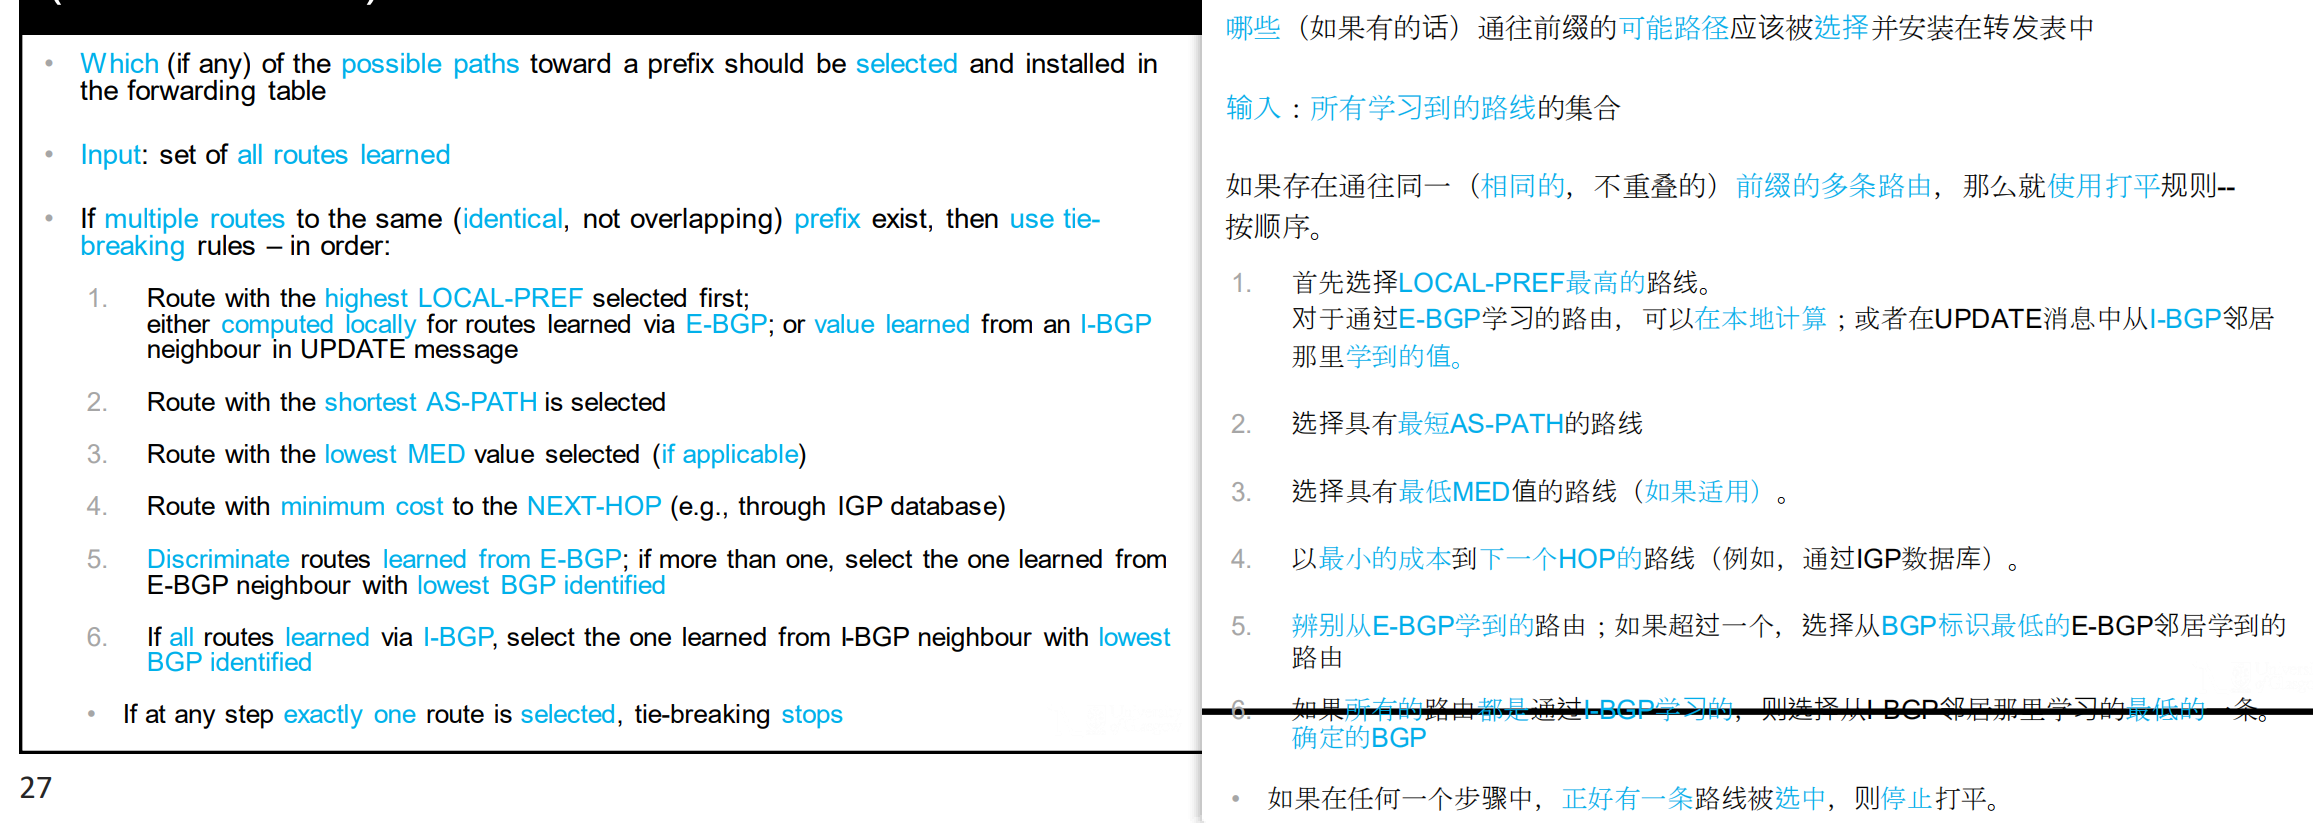 • Which (if any) of the possible paths toward a prefix should be selected and installed in
the forwarding table
• Input: set of all routes learned
• If multiple routes to the same (identical, not overlapping) prefix exist, then use tie-
breaking rules – in order:
1. Route with the highest LOCAL-PREF selected first;
either computed locally for routes learned via E-BGP; or value learned from an I-BGP
neighbour in UPDATE message
2. Route with the shortest AS-PATH is selected
3. Route with the lowest MED value selected (if applicable)
4. Route with minimum cost to the NEXT-HOP (e.g., through IGP database)
5. Discriminate routes learned from E-BGP; if more than one, select the one learned from
E-BGP neighbour with lowest BGP identified
6. If all routes learned via I-BGP, select the one learned from I-BGP neighbour with lowest
BGP identified
• If at any step exactly one route is selected, tie-breaking stops
27
哪些（如果有的话）通往前缀的可能路径应该被选择并安装在转发表中
输入：所有学习到的路线的集合
如果存在通往同一（相同的，不重叠的）前缀的多条路由，那么就使用打平规则--
按顺序。
1. 首先选择LOCAL-PREF最高的路线。
对于通过E-BGP学习的路由，可以在本地计算；或者在UPDATE消息中从I-BGP邻居
那里学到的值。
2. 选择具有最短AS-PATH的路线
3. 选择具有最低MED值的路线（如果适用）。
4. 以最小的成本到下一个HOP的路线（例如，通过IGP数据库）。
5. 辨别从E-BGP学到的路由；如果超过一个，选择从BGP标识最低的E-BGP邻居学到的
路由
6. 如果所有的路由都是通过I-BGP学习的，则选择从I-BGP邻居那里学习的最低的一条。
确定的BGP
• 如果在任何一个步骤中，正好有一条路线被选中，则停止打平。